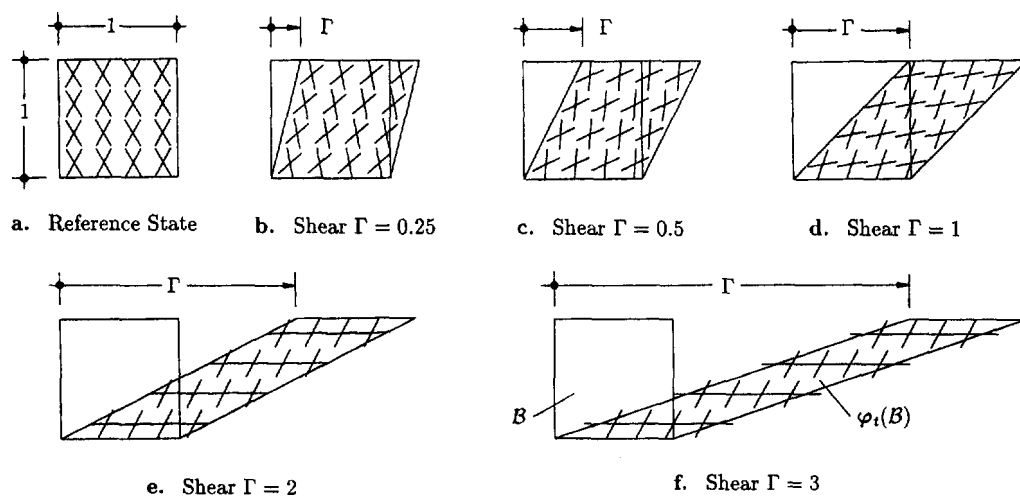 1
Γ
Γ
Γ
1
a. Reference State
b. Shear Γ = 0.25
c. Shear Γ = 0.5
d. Shear Γ = 1
Γ
Γ
B
φt(B)
e. Shear Γ = 2
f. Shear Γ = 3